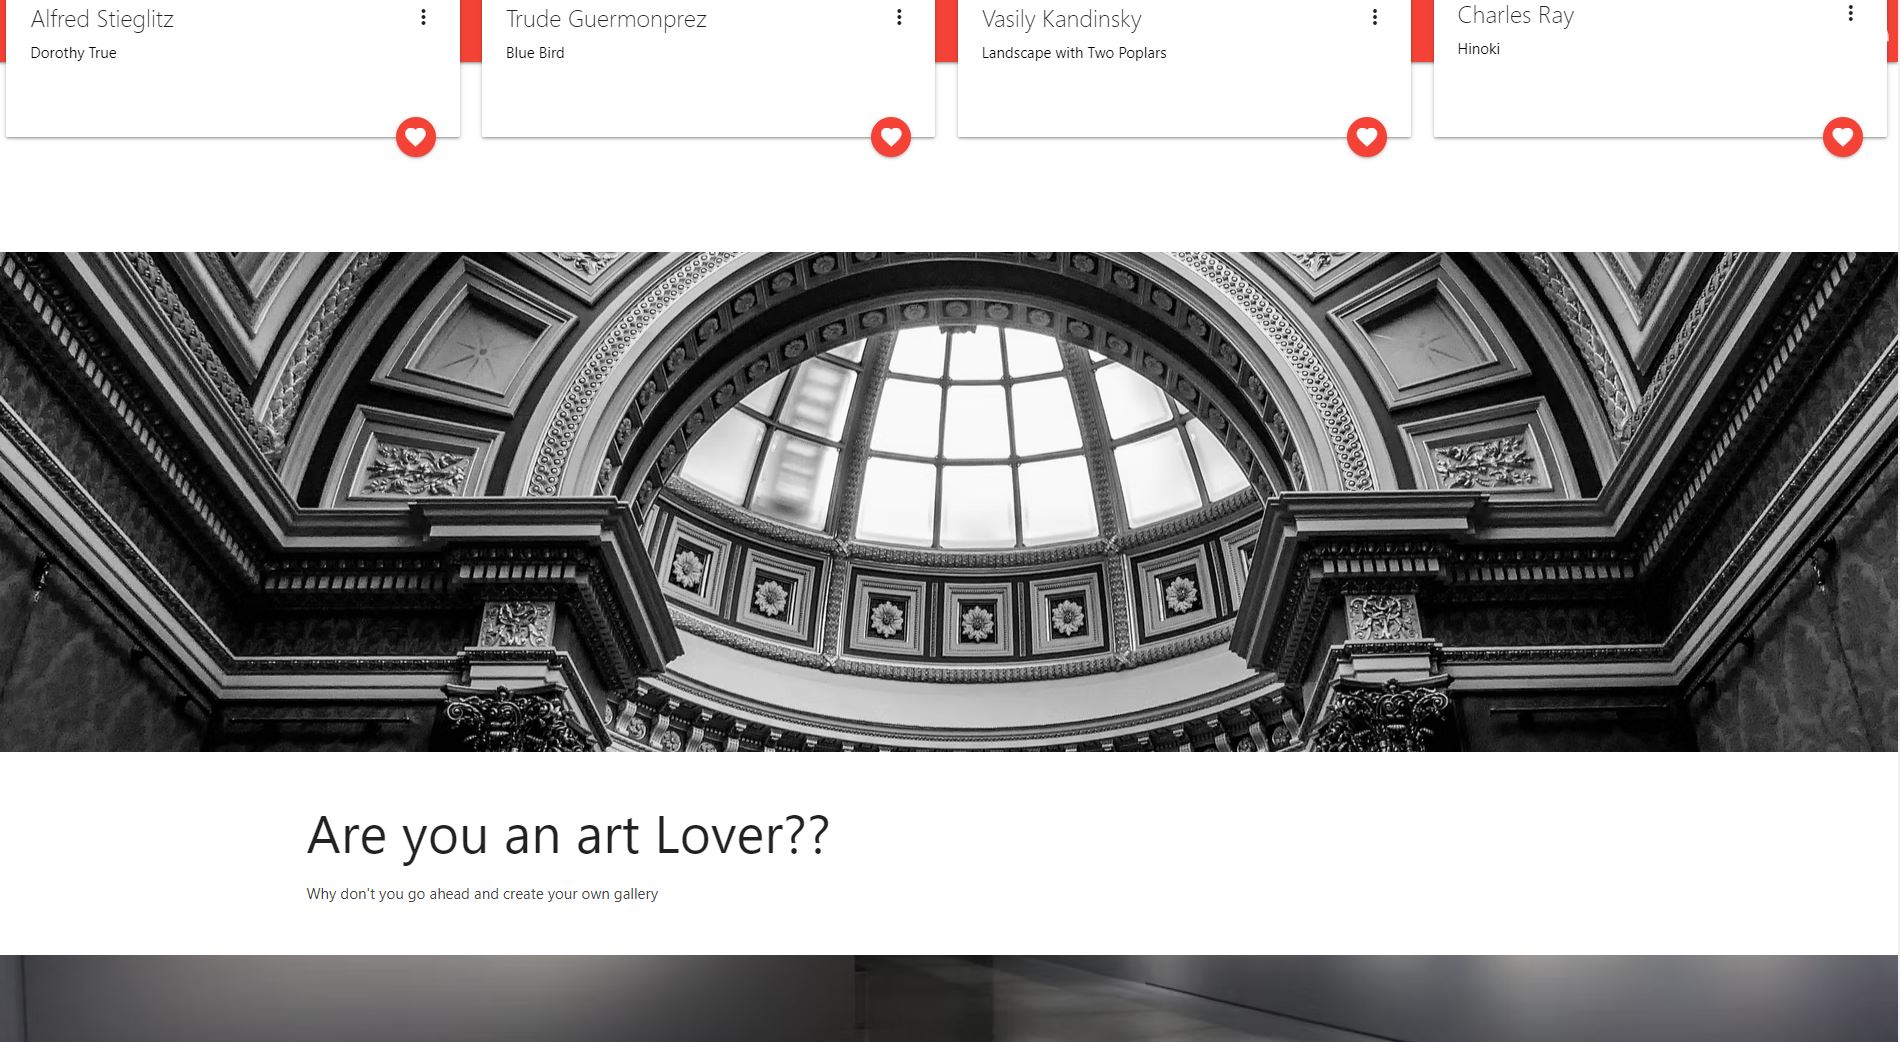 Alfred Stieglitz
Dorothy True
Trude Guermonprez
Blue Bird
Vasily Kandinsky
Landscape with Two Poplars
Charles Ray
Hinoki
Are you an art Lover??
Why don't you go ahead and create your own gallery